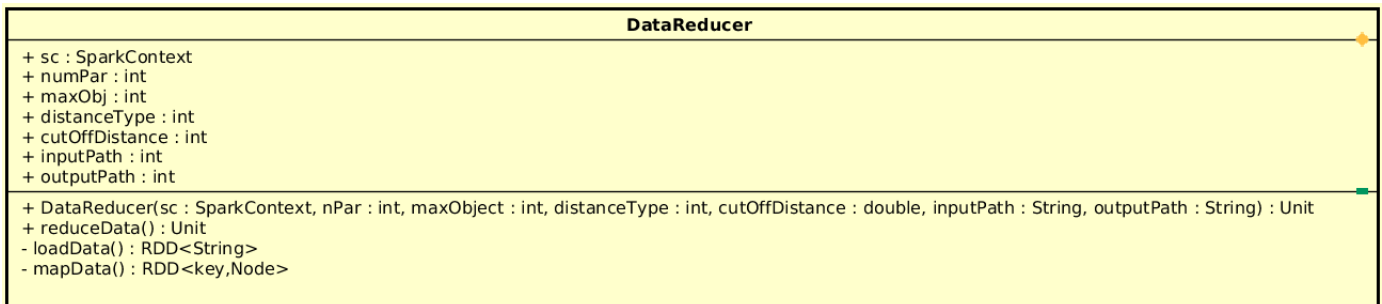 DataReducer
+ sc : SparkContext
+ numPar : int
+ maxObj : int
+ distanceType : int
+ cutOffDistance : int
+ inputPath : int
+ outputPath : int
+ DataReducer(sc : SparkContext, nPar : int, maxObject : int, distanceType : int, cutOffDistance : double, inputPath : String, outputPath : String) : Unit
+ reduceData() : Unit
- loadData() : RDD<String>
- mapData() : RDD<key,Node>